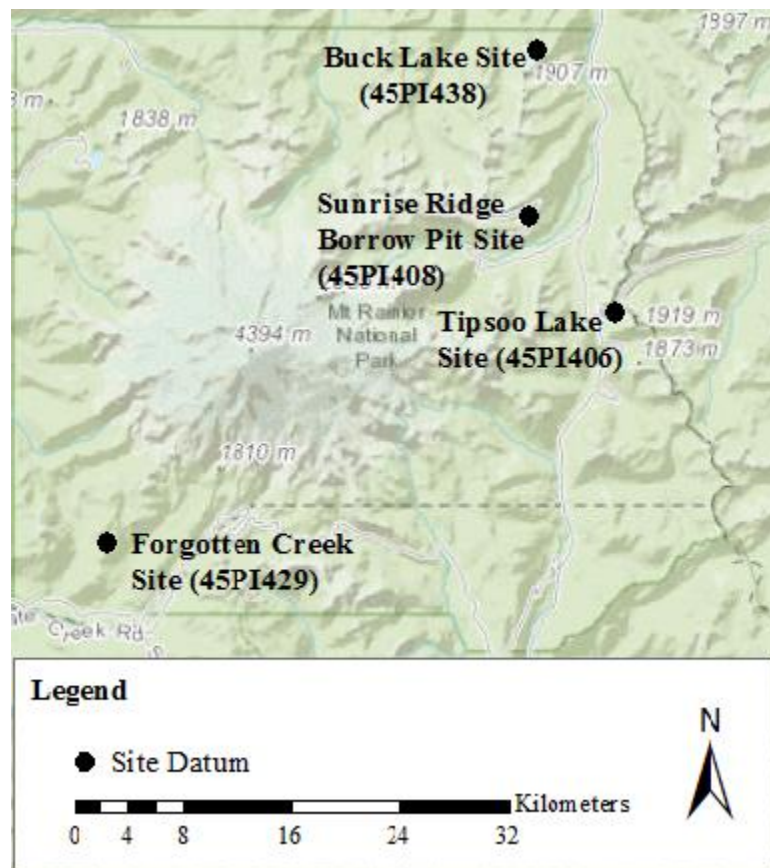 1897 m
Buck Lake Site
(45PI438)
1907 m
1838 m
Sunrise Ridge
Borrow Pit Site
(45PI408)
Mt Rainier
National
Park
4394 m
Tipsoo Lake
Site (45PI406)
1919 m
1873 m
1810 m
Forgotten Creek
Site (45PI429)
Creek Rd
Legend
Site Datum
N
Kilometers
0 4 8 16 24 32